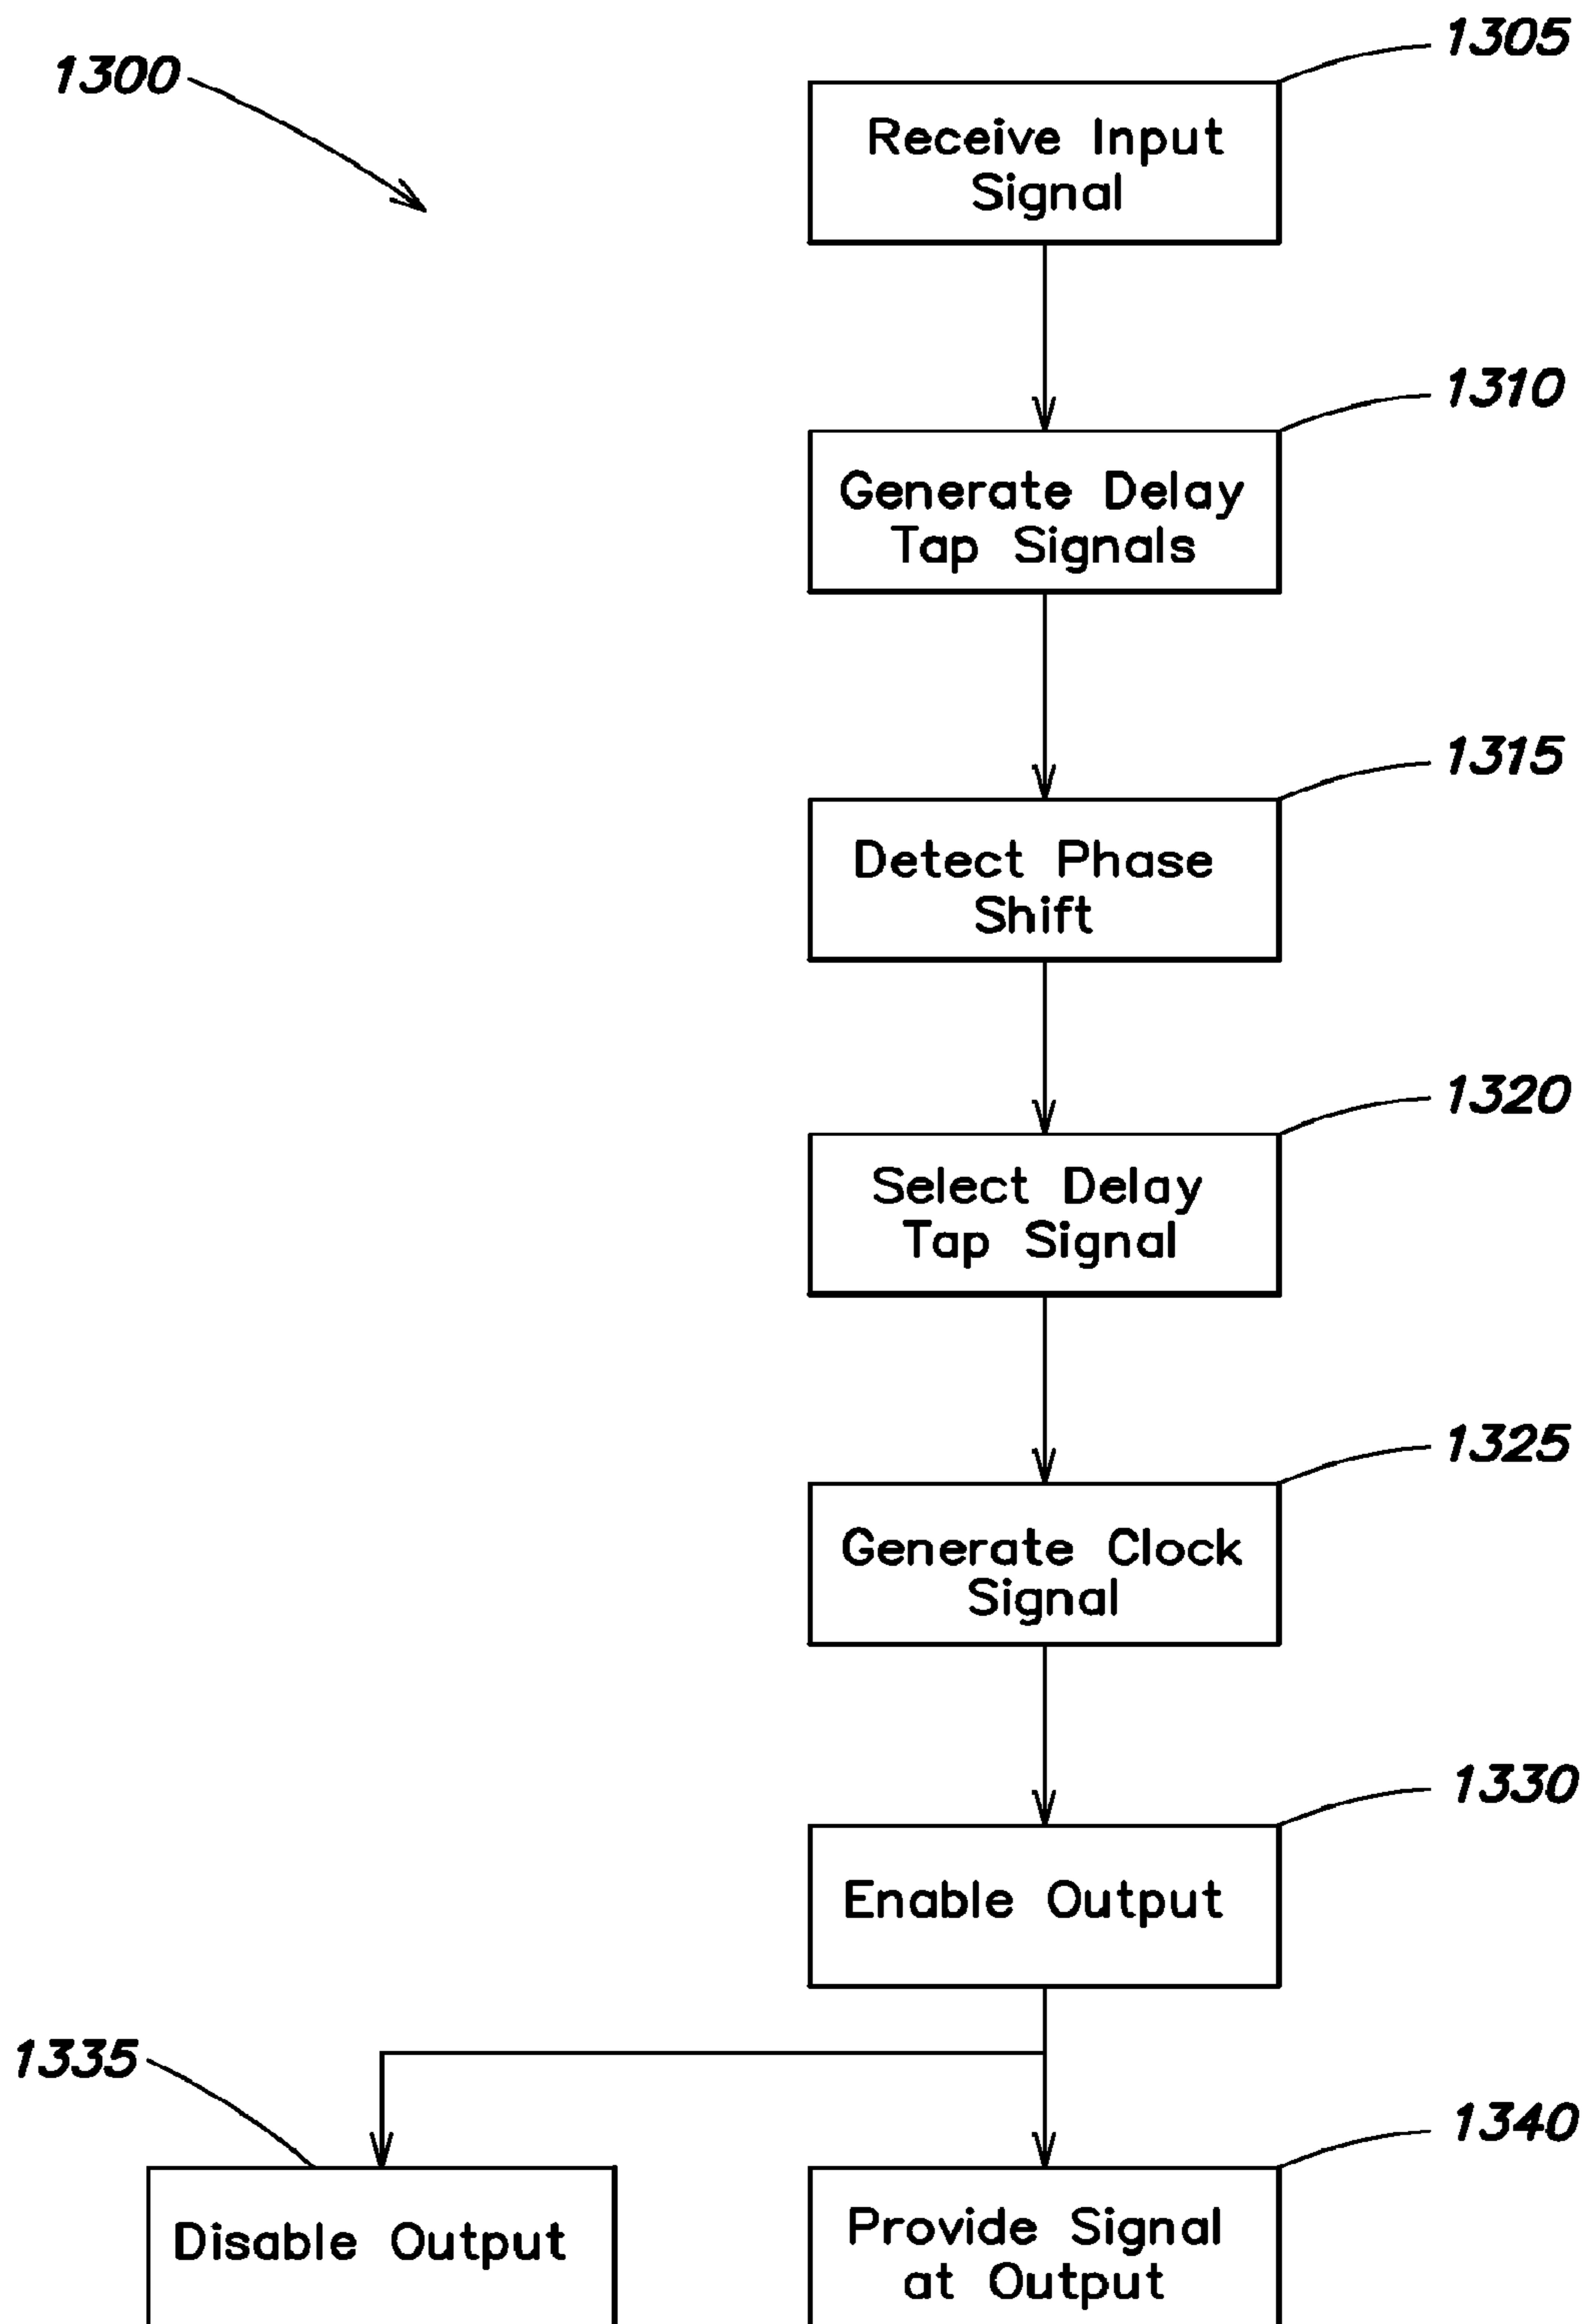 1300
1305
Receive Input
Signal
1310
Generate Delay
Tap Signals
1315
Detect Phase
Shift
1320
Select Delay
Tap Signal
1325
Generate Clock
Signal
1330
Enable Output
1335
Disable Output
1340
Provide Signal
at Output